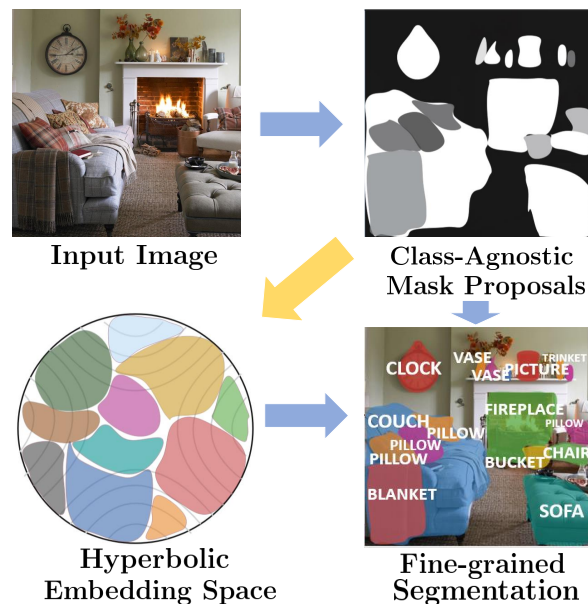 Input Image
Class-Agnostic
Mask Proposals
CLOCK
VASE
TRINKET
VASE
PICTURE
COUCH
FIREPLACE
PILLOW
PILLOW
PILLOW
PILLOW
BUCKET
CHAIR
BLANKET
SOFA
Hyperbolic
Embedding Space
Fine-grained
Segmentation